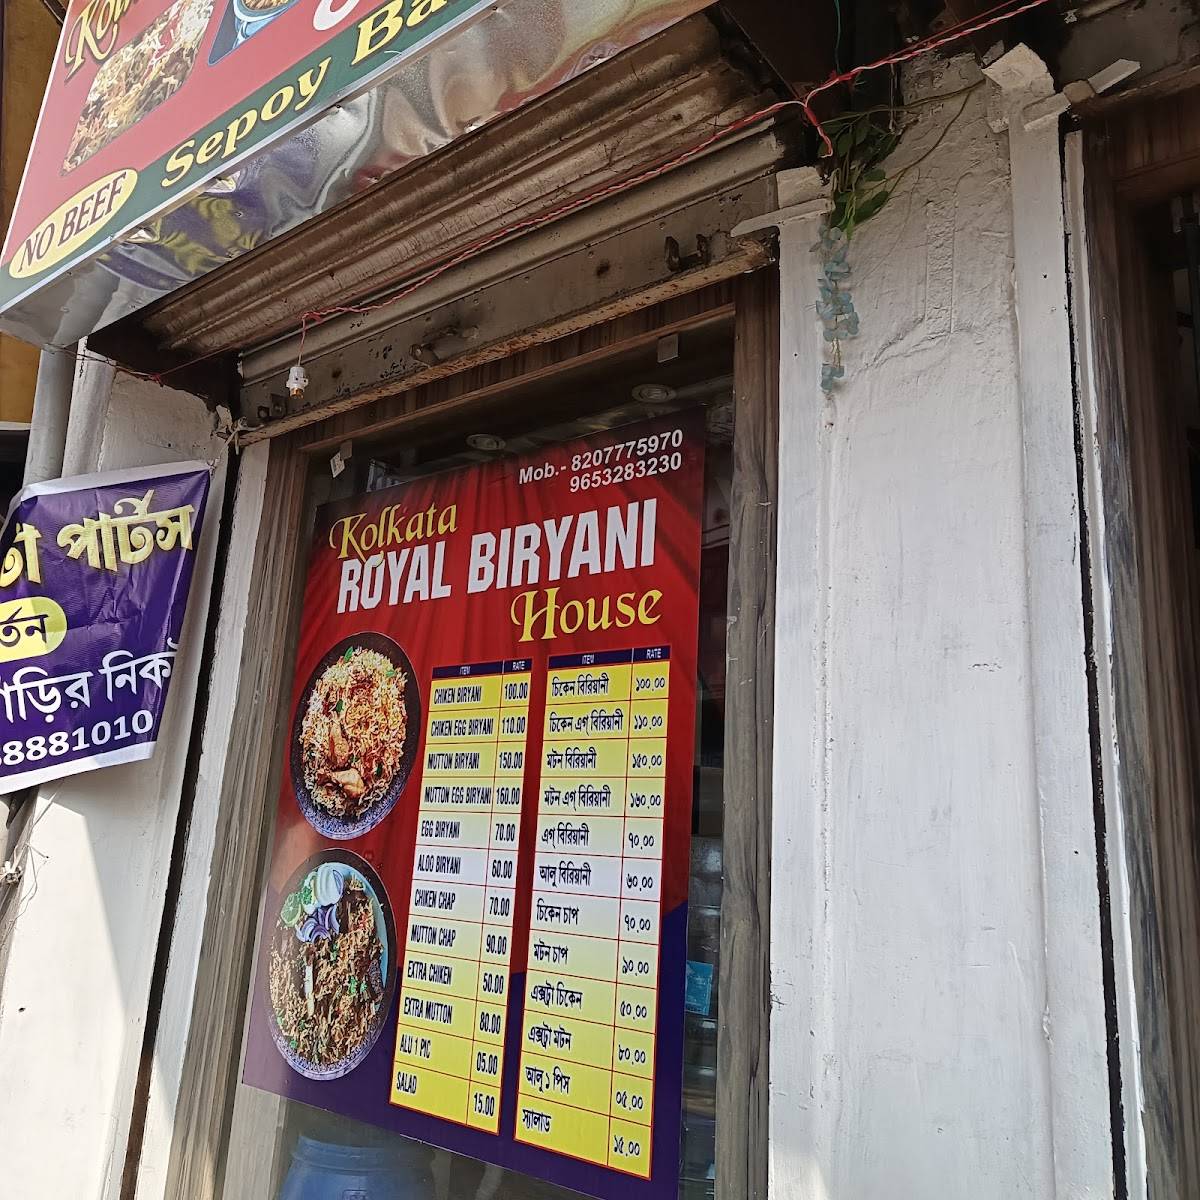 Sepoy
NO BEEF
পার্টস
8881010
Mob.- 8207775970
9653283230
Kolkata
ROYAL BIRYANI
House
ITEM RATE
CHIKEN BIRYANI 100.00
CHIKEN EGG BIRYANI 110.00
MUTTON BIRYANI 150.00
MUTTON EGG BIRYANI 160.00
EGG BIRYANI 70.00
ALOO BIRYANI 60.00
CHIKEN CHAP 70.00
MUTTON CHAP 90.00
EXTRA CHIKEN 50.00
EXTRA MUTTON 80.00
ALU 1 PIC 05.00
SALAD 15.00
ITEM RATE
চিকেন বিরিয়ানী ১০০.০০
চিকেন এগ্ বিরিয়ানী ১১০.০০
মটন বিরিয়ানী ১৫০.০০
মটন এগ্ বিরিয়ানী ১৬০.০০
এগ্ বিরিয়ানী ৭০.০০
আলু বিরিয়ানী ৬০.০০
চিকেন চাপ ৭০.০০
মটন চাপ ৯০.০০
এক্সট্রা চিকেন ৫০.০০
এক্সট্রা মটন ৮০.০০
আলু ১ পিস ০৫.০০
স্যালাড ১৫.০০